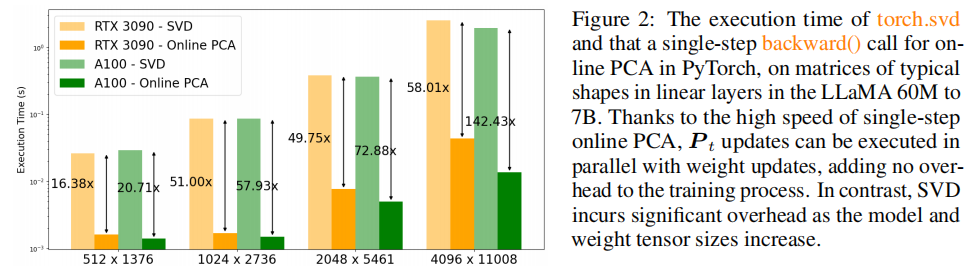 RTX 3090 - SVD
RTX 3090 - Online PCA
A100 - SVD
A100 - Online PCA
Execution Time (s)
10⁰
10⁻¹
10⁻²
10⁻³
16.38x
20.71x
51.00x
57.93x
49.75x
72.88x
58.01x
142.43x
512 x 1376
1024 x 2736
2048 x 5461
4096 x 11008
Figure 2: The execution time of torch.svd
and that a single-step backward() call for on-
line PCA in PyTorch, on matrices of typical
shapes in linear layers in the LLaMA 60M to
7B. Thanks to the high speed of single-step
online PCA, Pₜ updates can be executed in
parallel with weight updates, adding no over-
head to the training process. In contrast, SVD
incurs significant overhead as the model and
weight tensor sizes increase.